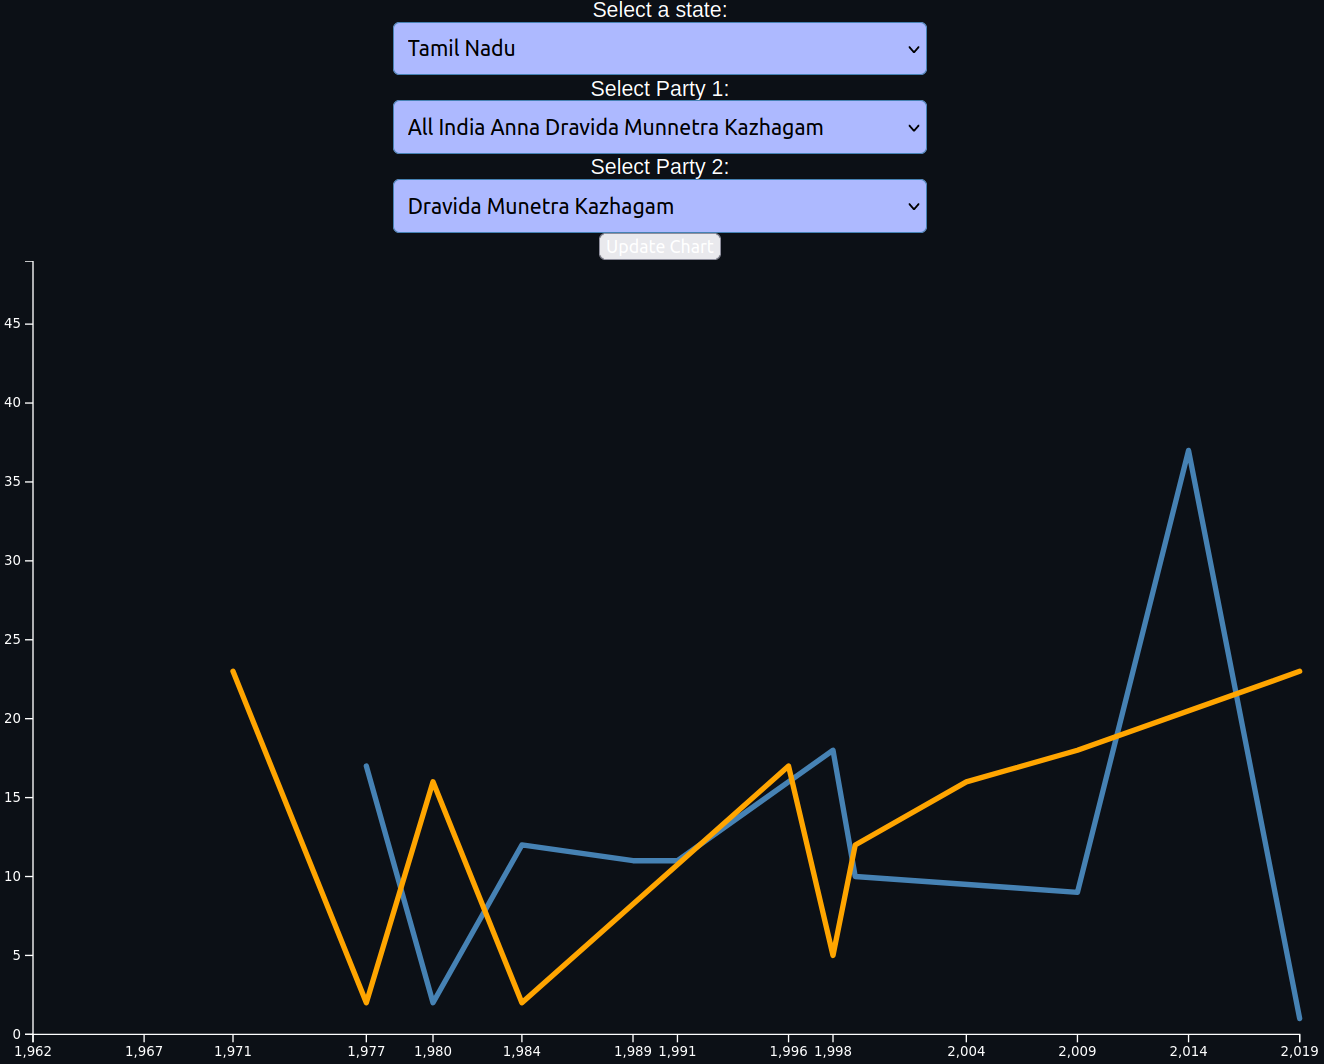 Select a state:
Tamil Nadu
Select Party 1:
All India Anna Dravida Munnetra Kazhagam
Select Party 2:
Dravida Munetra Kazhagam
Update Chart
45
40
35
30
25
20
15
10
5
0
1,962 1,967 1,971 1,977 1,980 1,984 1,989 1,991 1,996 1,998 2,004 2,009 2,014 2,019